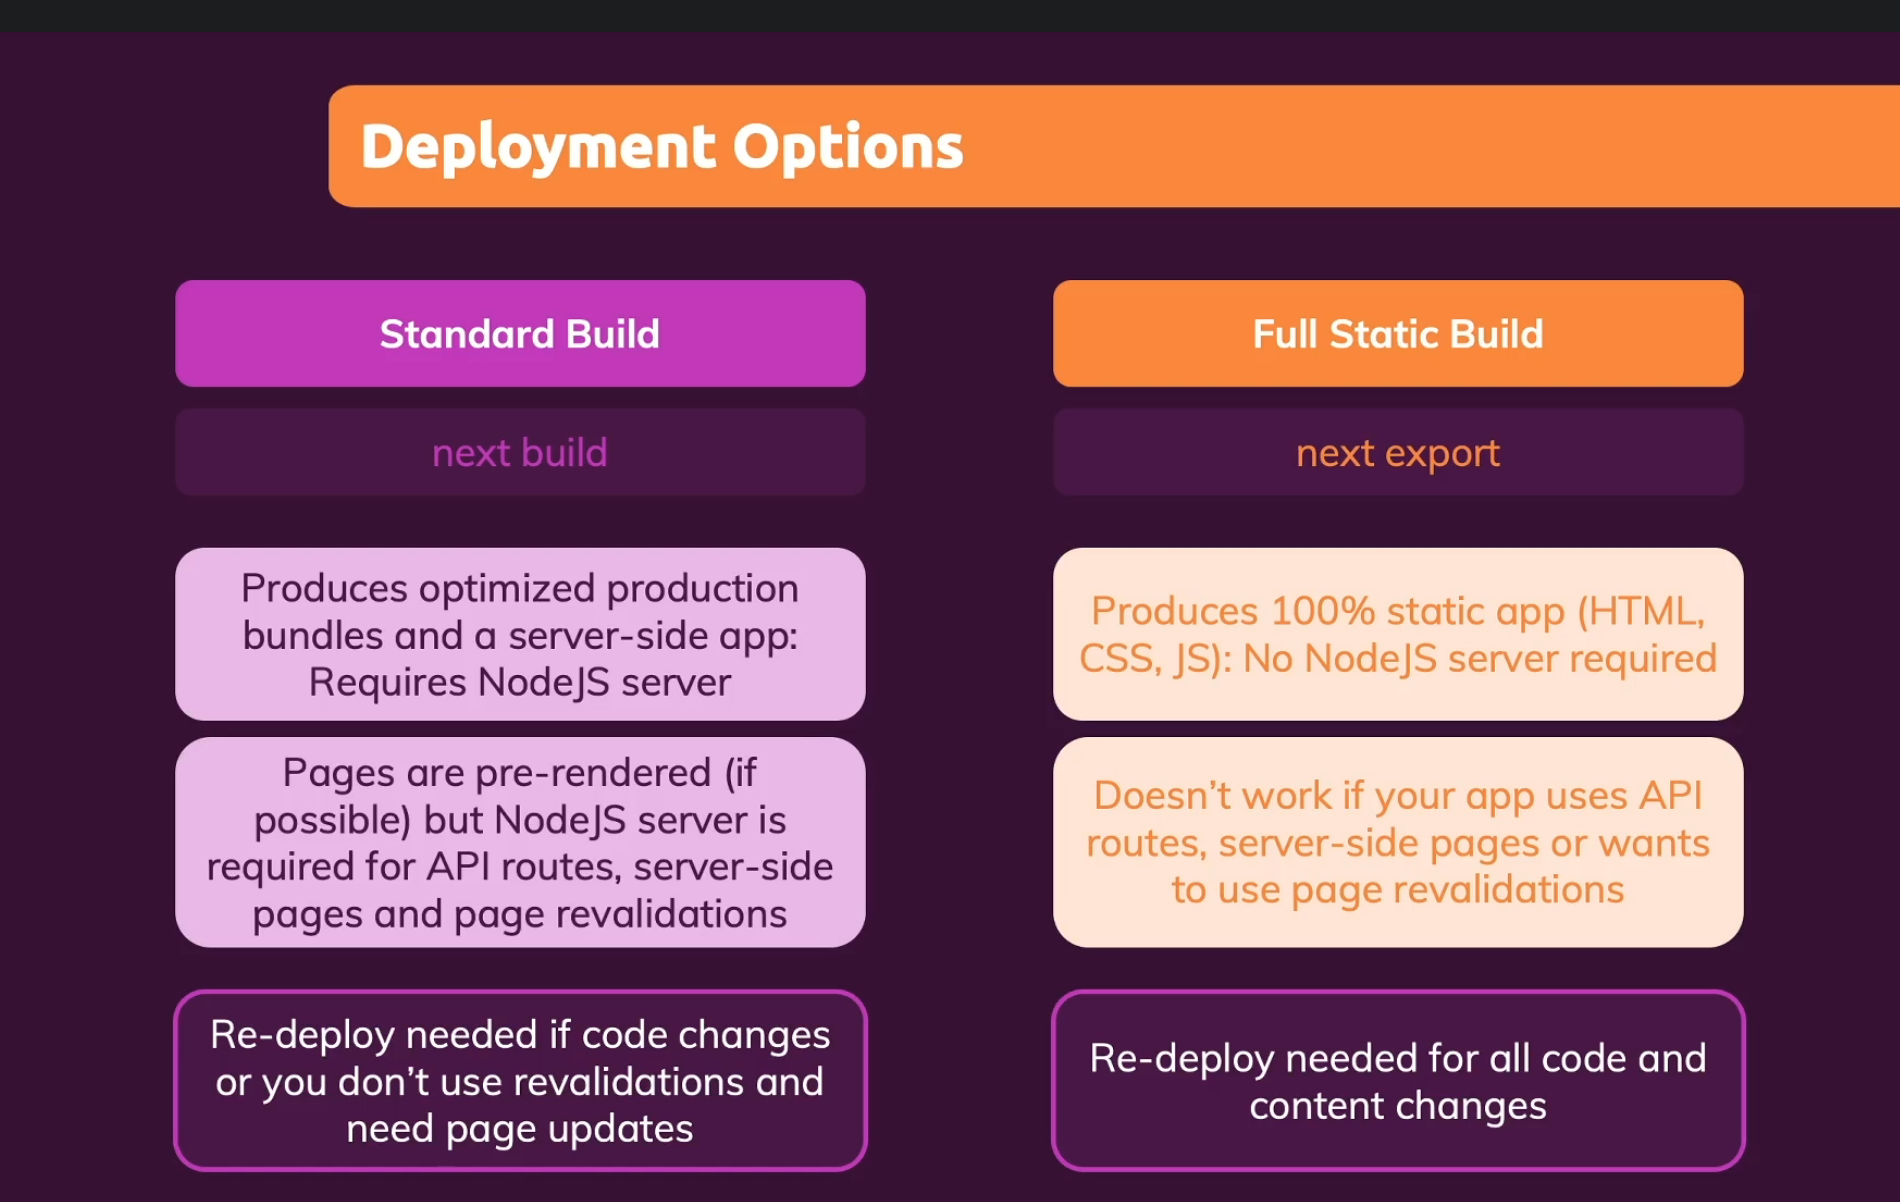 Deployment Options
Standard Build
next build
Produces optimized production
bundles and a server-side app:
Requires NodeJS server
Pages are pre-rendered (if
possible) but NodeJS server is
required for API routes, server-side
pages and page revalidations
Re-deploy needed if code changes
or you don’t use revalidations and
need page updates
Full Static Build
next export
Produces 100% static app (HTML,
CSS, JS): No NodeJS server required
Doesn’t work if your app uses API
routes, server-side pages or wants
to use page revalidations
Re-deploy needed for all code and
content changes